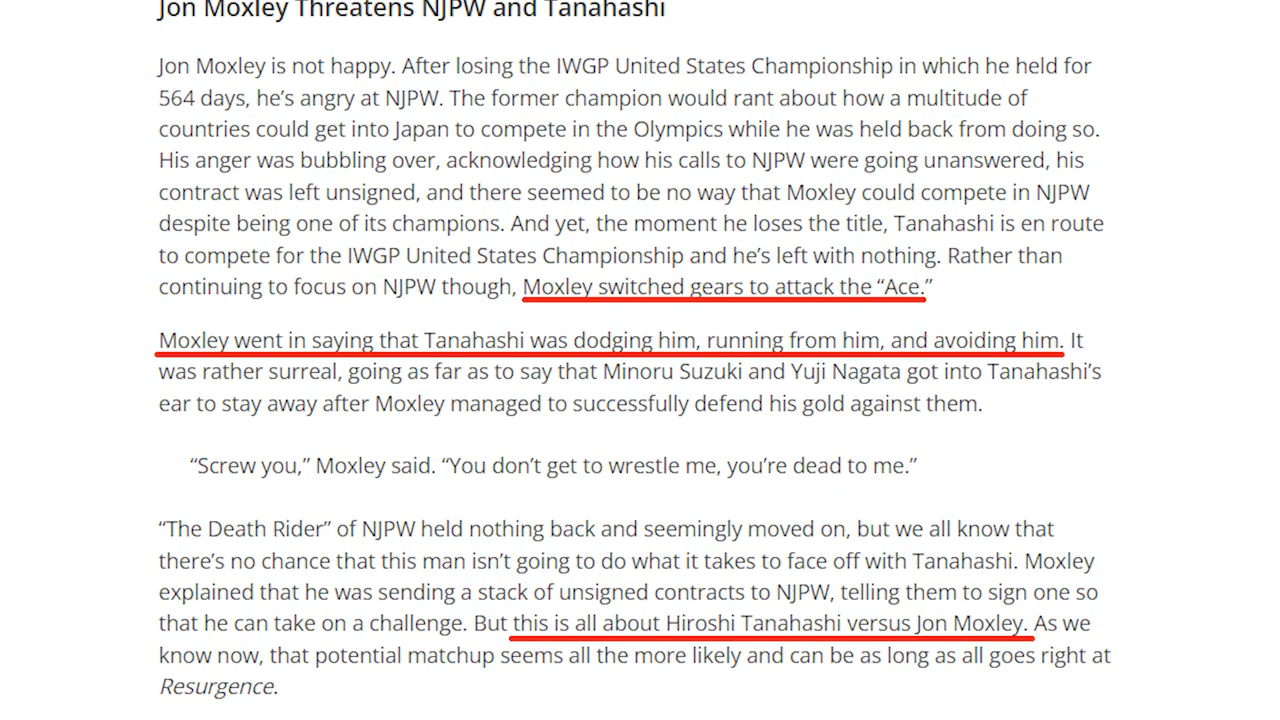 Jon Moxley Threatens NJPW and Tanahashi
Jon Moxley is not happy. After losing the IWGP United States Championship in which he held for
564 days, he’s angry at NJPW. The former champion would rant about how a multitude of
countries could get into Japan to compete in the Olympics while he was held back from doing so.
His anger was bubbling over, acknowledging how his calls to NJPW were going unanswered, his
contract was left unsigned, and there seemed to be no way that Moxley could compete in NJPW
despite being one of its champions. And yet, the moment he loses the title, Tanahashi is en route
to compete for the IWGP United States Championship and he’s left with nothing. Rather than
continuing to focus on NJPW though, Moxley switched gears to attack the “Ace.”
Moxley went in saying that Tanahashi was dodging him, running from him, and avoiding him. It
was rather surreal, going as far as to say that Minoru Suzuki and Yuji Nagata got into Tanahashi’s
ear to stay away after Moxley managed to successfully defend his gold against them.
“Screw you,” Moxley said. “You don’t get to wrestle me, you’re dead to me.”
“The Death Rider” of NJPW held nothing back and seemingly moved on, but we all know that
there’s no chance that this man isn’t going to do what it takes to face off with Tanahashi. Moxley
explained that he was sending a stack of unsigned contracts to NJPW, telling them to sign one so
that he can take on a challenge. But this is all about Hiroshi Tanahashi versus Jon Moxley. As we
know now, that potential matchup seems all the more likely and can be as long as all goes right at
Resurgence.